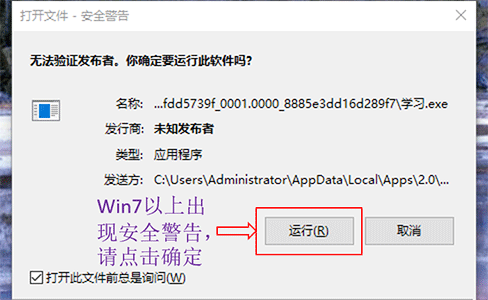 打开文件 - 安全警告
无法验证发布者。你确定要运行此软件吗?
名称: ...fdd5739f_0001.0000_8885e3dd16d289f7\学习.exe
发行商: 未知发布者
类型: 应用程序
发送方: C:\Users\Administrator\AppData\Local\Apps\2.0\...
Win7以上出
现安全警告,
请点击确定
运行(R)
取消
打开此文件前总是询问(W)